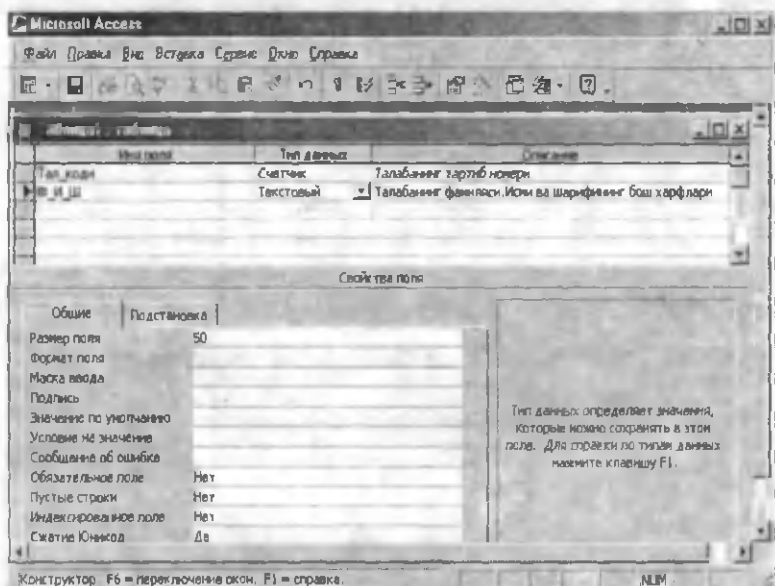 Microsoft Access
Файл Правка Вид Вставка Сервис Окно Справка
Имя поля Тип данных Описание
Тал_коди Счетчик Талабанинг тартиб номери
Ф_И_Ш Текстовый Талабанинг фамиляси.Исми ва шарифининг бош харфлари
Свойства поля
Общие Подстановка
Размер поля 50
Формат поля
Маска ввода
Подпись
Значение по умолчанию
Условие на значение
Сообщение об ошибке
Обязательное поле Нет
Пустые строки Нет
Индексированное поле Нет
Сжатие Юникод Да
Тип данных определяет значения,
которые можно сохранять в этом
поле. Для справки по типам данных
нажмите клавишу F1.
Конструктор. F6 = переключение окон. F1 = справка. NUM